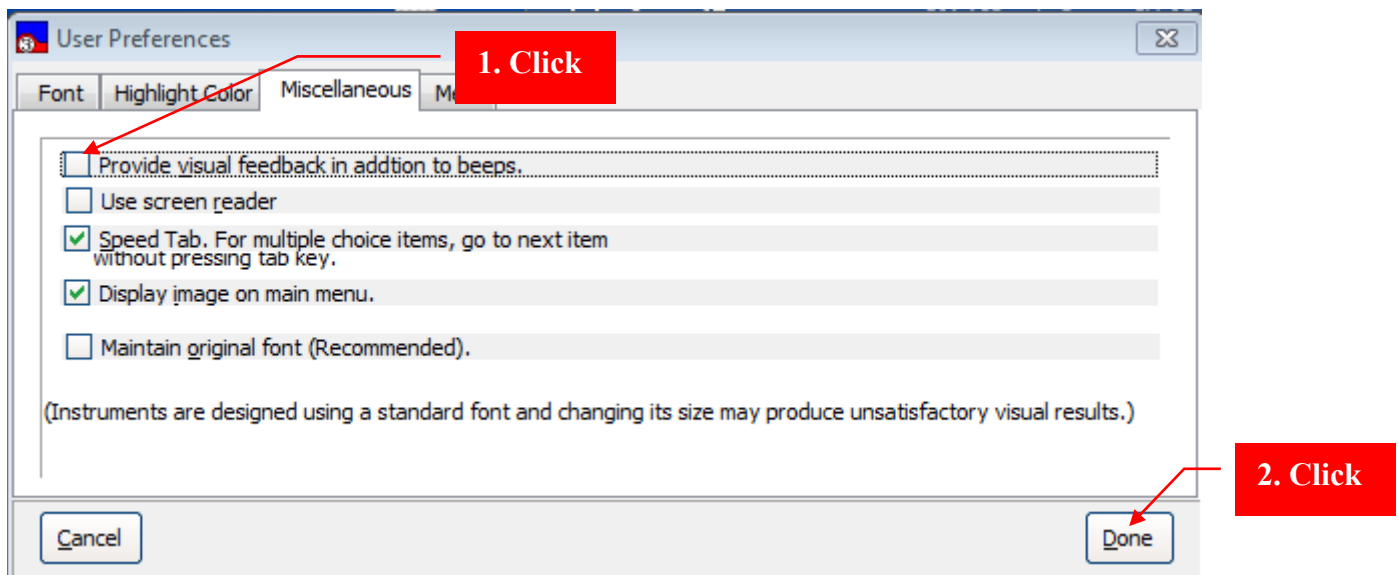 User Preferences
1. Click
Font Highlight Color Miscellaneous
Provide visual feedback in addtion to beeps.
Use screen reader
Speed Tab. For multiple choice items, go to next item
without pressing tab key.
Display image on main menu.
Maintain original font (Recommended).
(Instruments are designed using a standard font and changing its size may produce unsatisfactory visual results.)
2. Click
Cancel Done